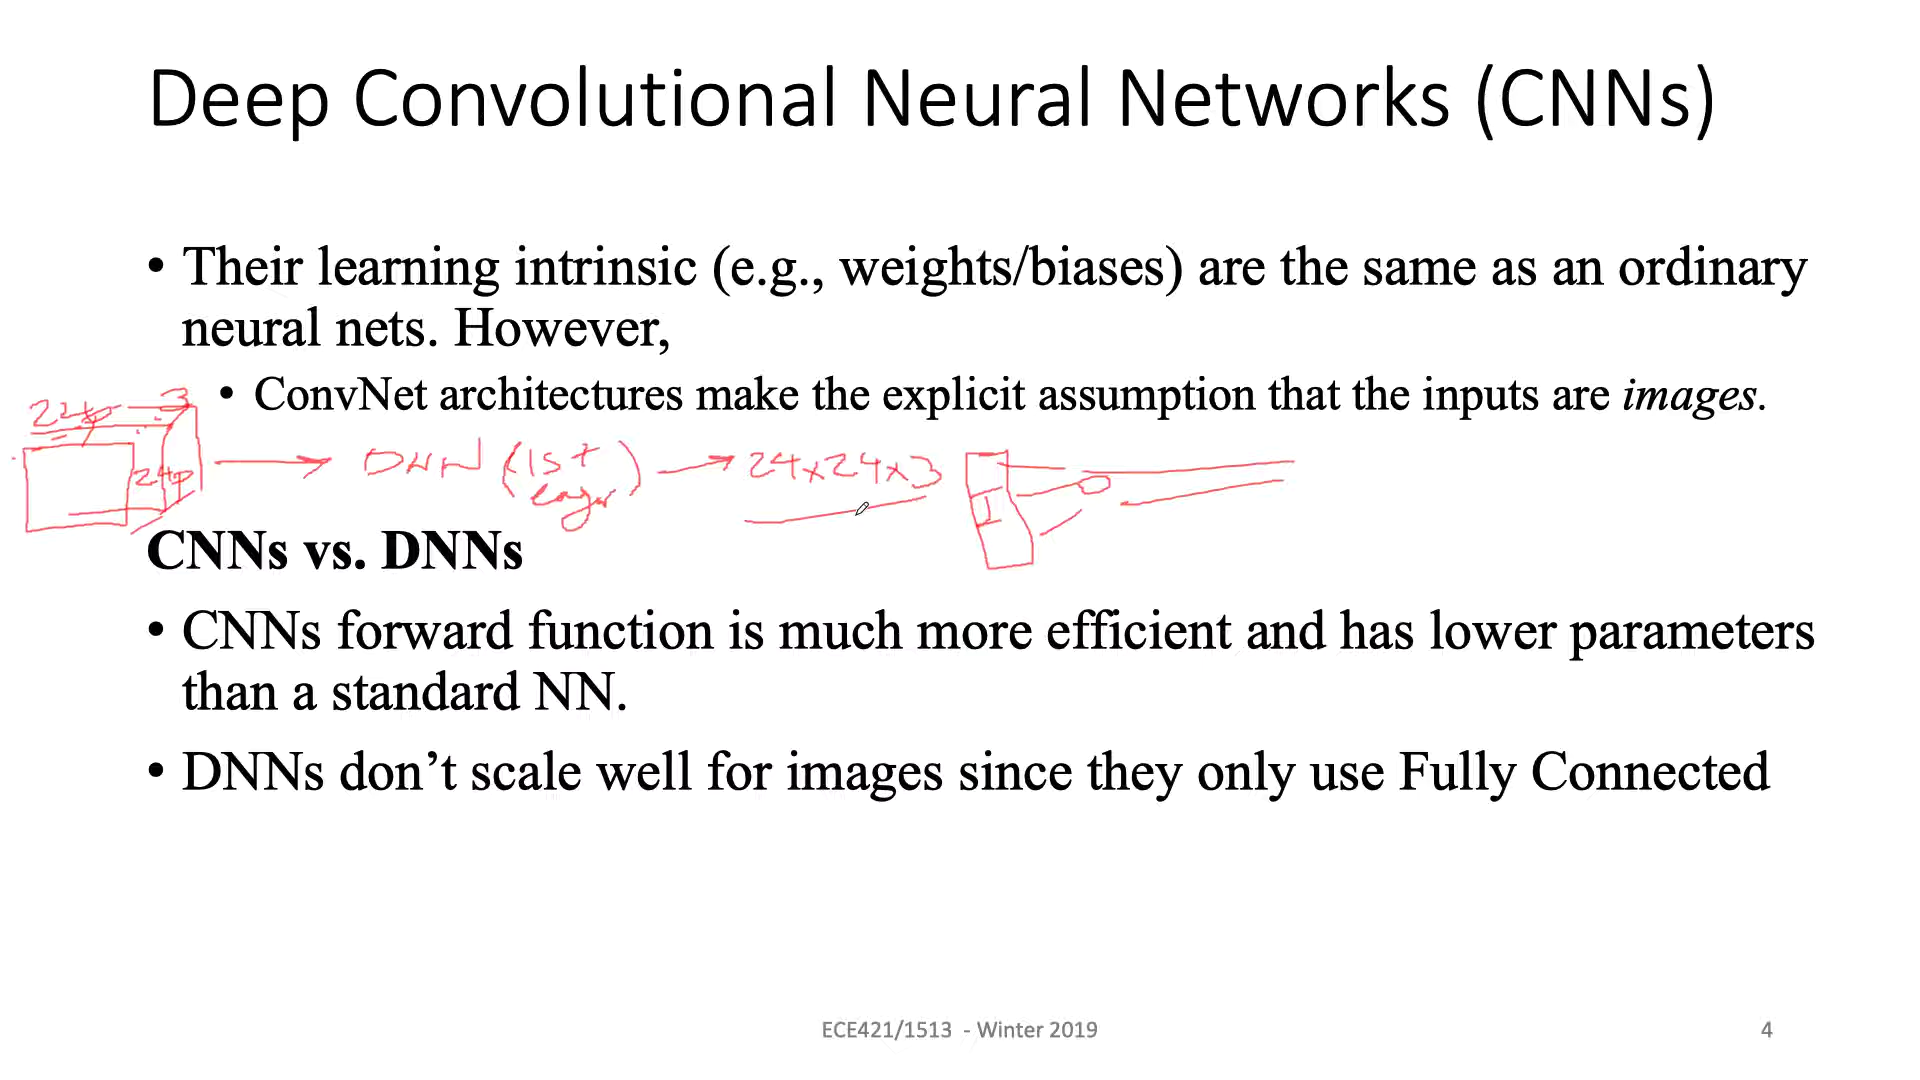 Deep Convolutional Neural Networks (CNNs)
• Their learning intrinsic (e.g., weights/biases) are the same as an ordinary
neural nets. However,
• ConvNet architectures make the explicit assumption that the inputs are images.
24p 3
24p
DNN (1st layer) → 24x24x3
CNNs vs. DNNs
• CNNs forward function is much more efficient and has lower parameters
than a standard NN.
• DNNs don’t scale well for images since they only use Fully Connected
ECE421/1513 - Winter 2019
4